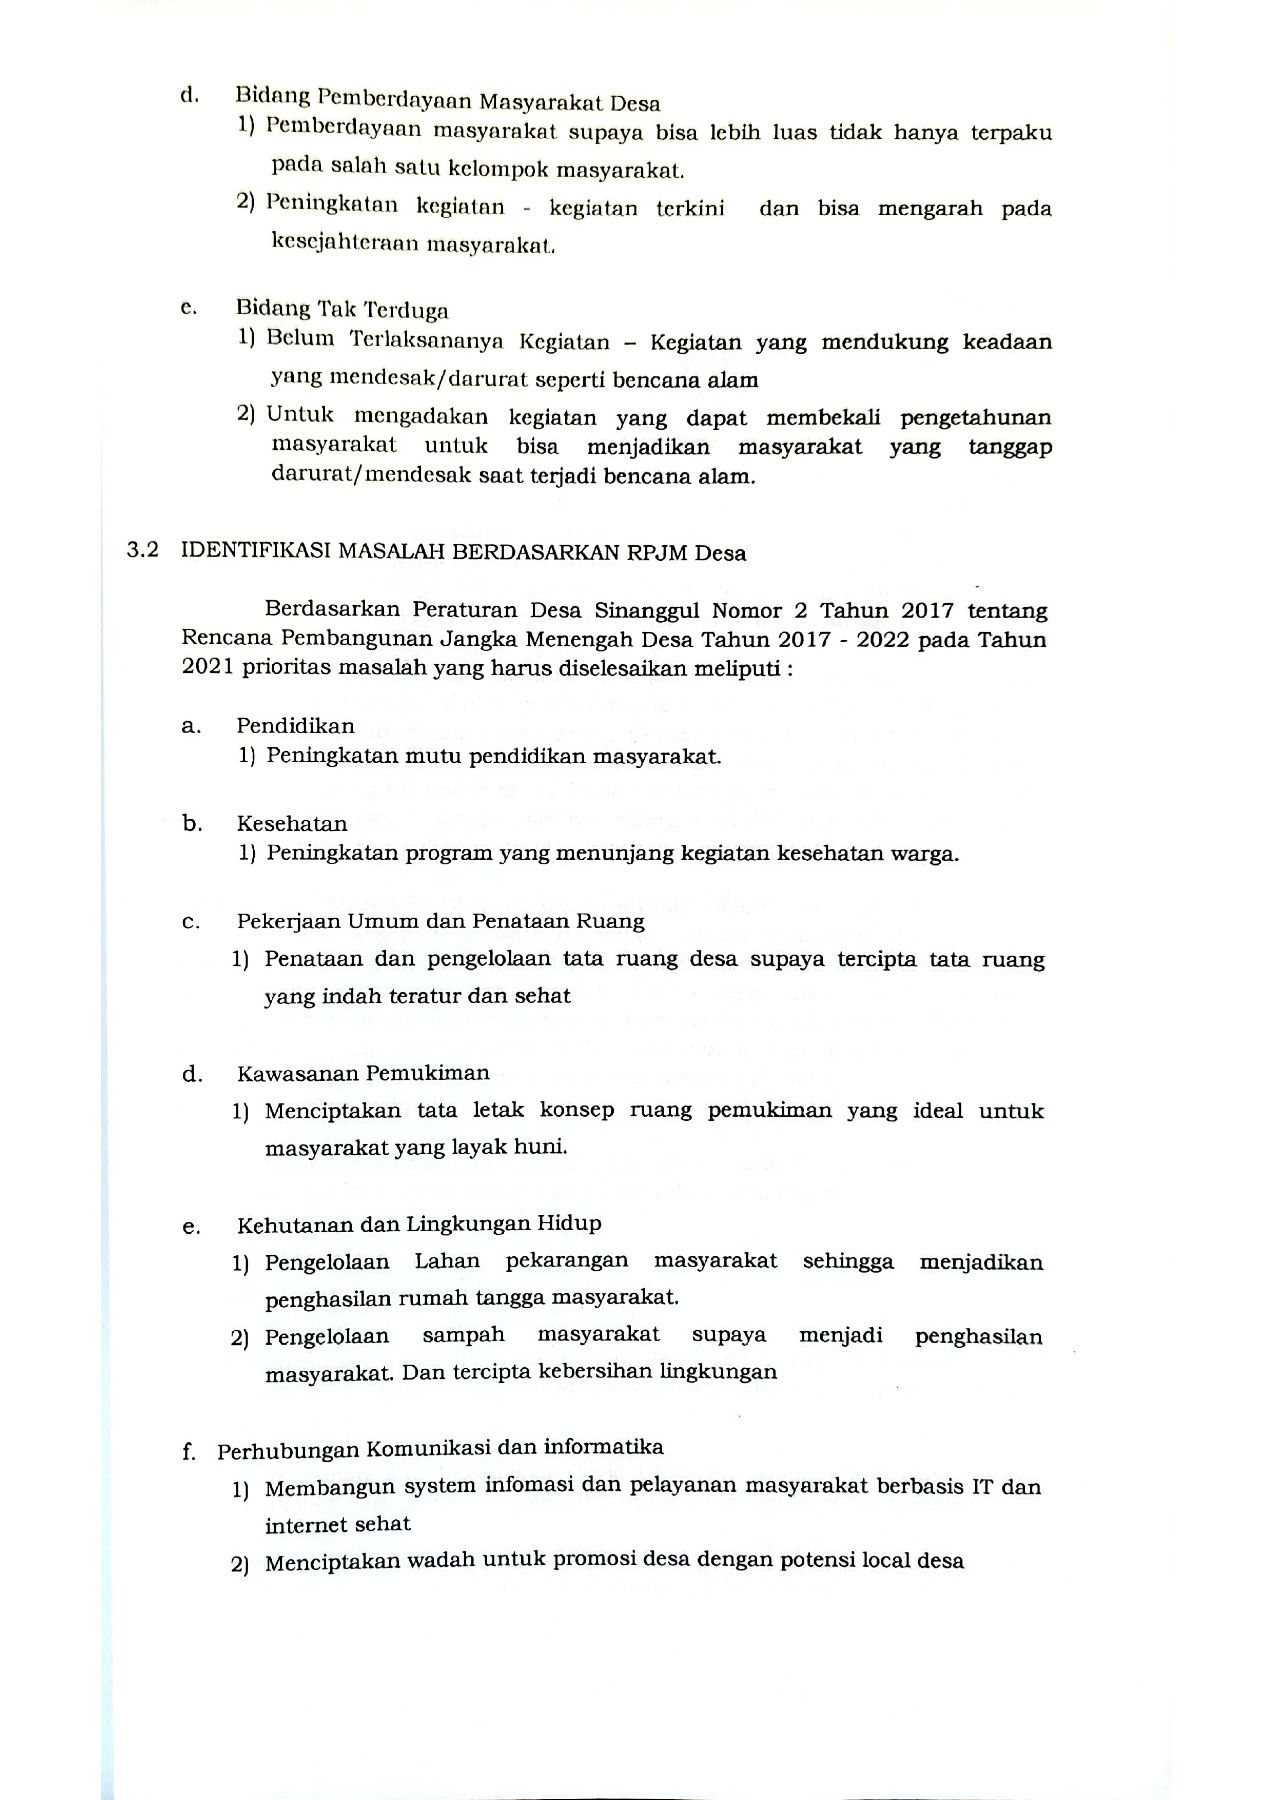 d. Bidang Pemberdayaan Masyarakat Desa
1) Pemberdayaan masyarakat supaya bisa lebih luas tidak hanya terpaku
pada salah satu kelompok masyarakat.
2) Peningkatan kegiatan - kegiatan terkini dan bisa mengarah pada
kesejahteraan masyarakat.
e. Bidang Tak Terduga
1) Belum Terlaksananya Kegiatan – Kegiatan yang mendukung keadaan
yang mendesak/darurat seperti bencana alam
2) Untuk mengadakan kegiatan yang dapat membekali pengetahunan
masyarakat untuk bisa menjadikan masyarakat yang tanggap
darurat/mendesak saat terjadi bencana alam.
3.2 IDENTIFIKASI MASALAH BERDASARKAN RPJM Desa
Berdasarkan Peraturan Desa Sinanggul Nomor 2 Tahun 2017 tentang
Rencana Pembangunan Jangka Menengah Desa Tahun 2017 - 2022 pada Tahun
2021 prioritas masalah yang harus diselesaikan meliputi :
a. Pendidikan
1) Peningkatan mutu pendidikan masyarakat.
b. Kesehatan
1) Peningkatan program yang menunjang kegiatan kesehatan warga.
c. Pekerjaan Umum dan Penataan Ruang
1) Penataan dan pengelolaan tata ruang desa supaya tercipta tata ruang
yang indah teratur dan sehat
d. Kawasanan Pemukiman
1) Menciptakan tata letak konsep ruang pemukiman yang ideal untuk
masyarakat yang layak huni.
e. Kehutanan dan Lingkungan Hidup
1) Pengelolaan Lahan pekarangan masyarakat sehingga menjadikan
penghasilan rumah tangga masyarakat.
2) Pengelolaan sampah masyarakat supaya menjadi penghasilan
masyarakat. Dan tercipta kebersihan lingkungan
f. Perhubungan Komunikasi dan informatika
1) Membangun system infomasi dan pelayanan masyarakat berbasis IT dan
internet sehat
2) Menciptakan wadah untuk promosi desa dengan potensi local desa